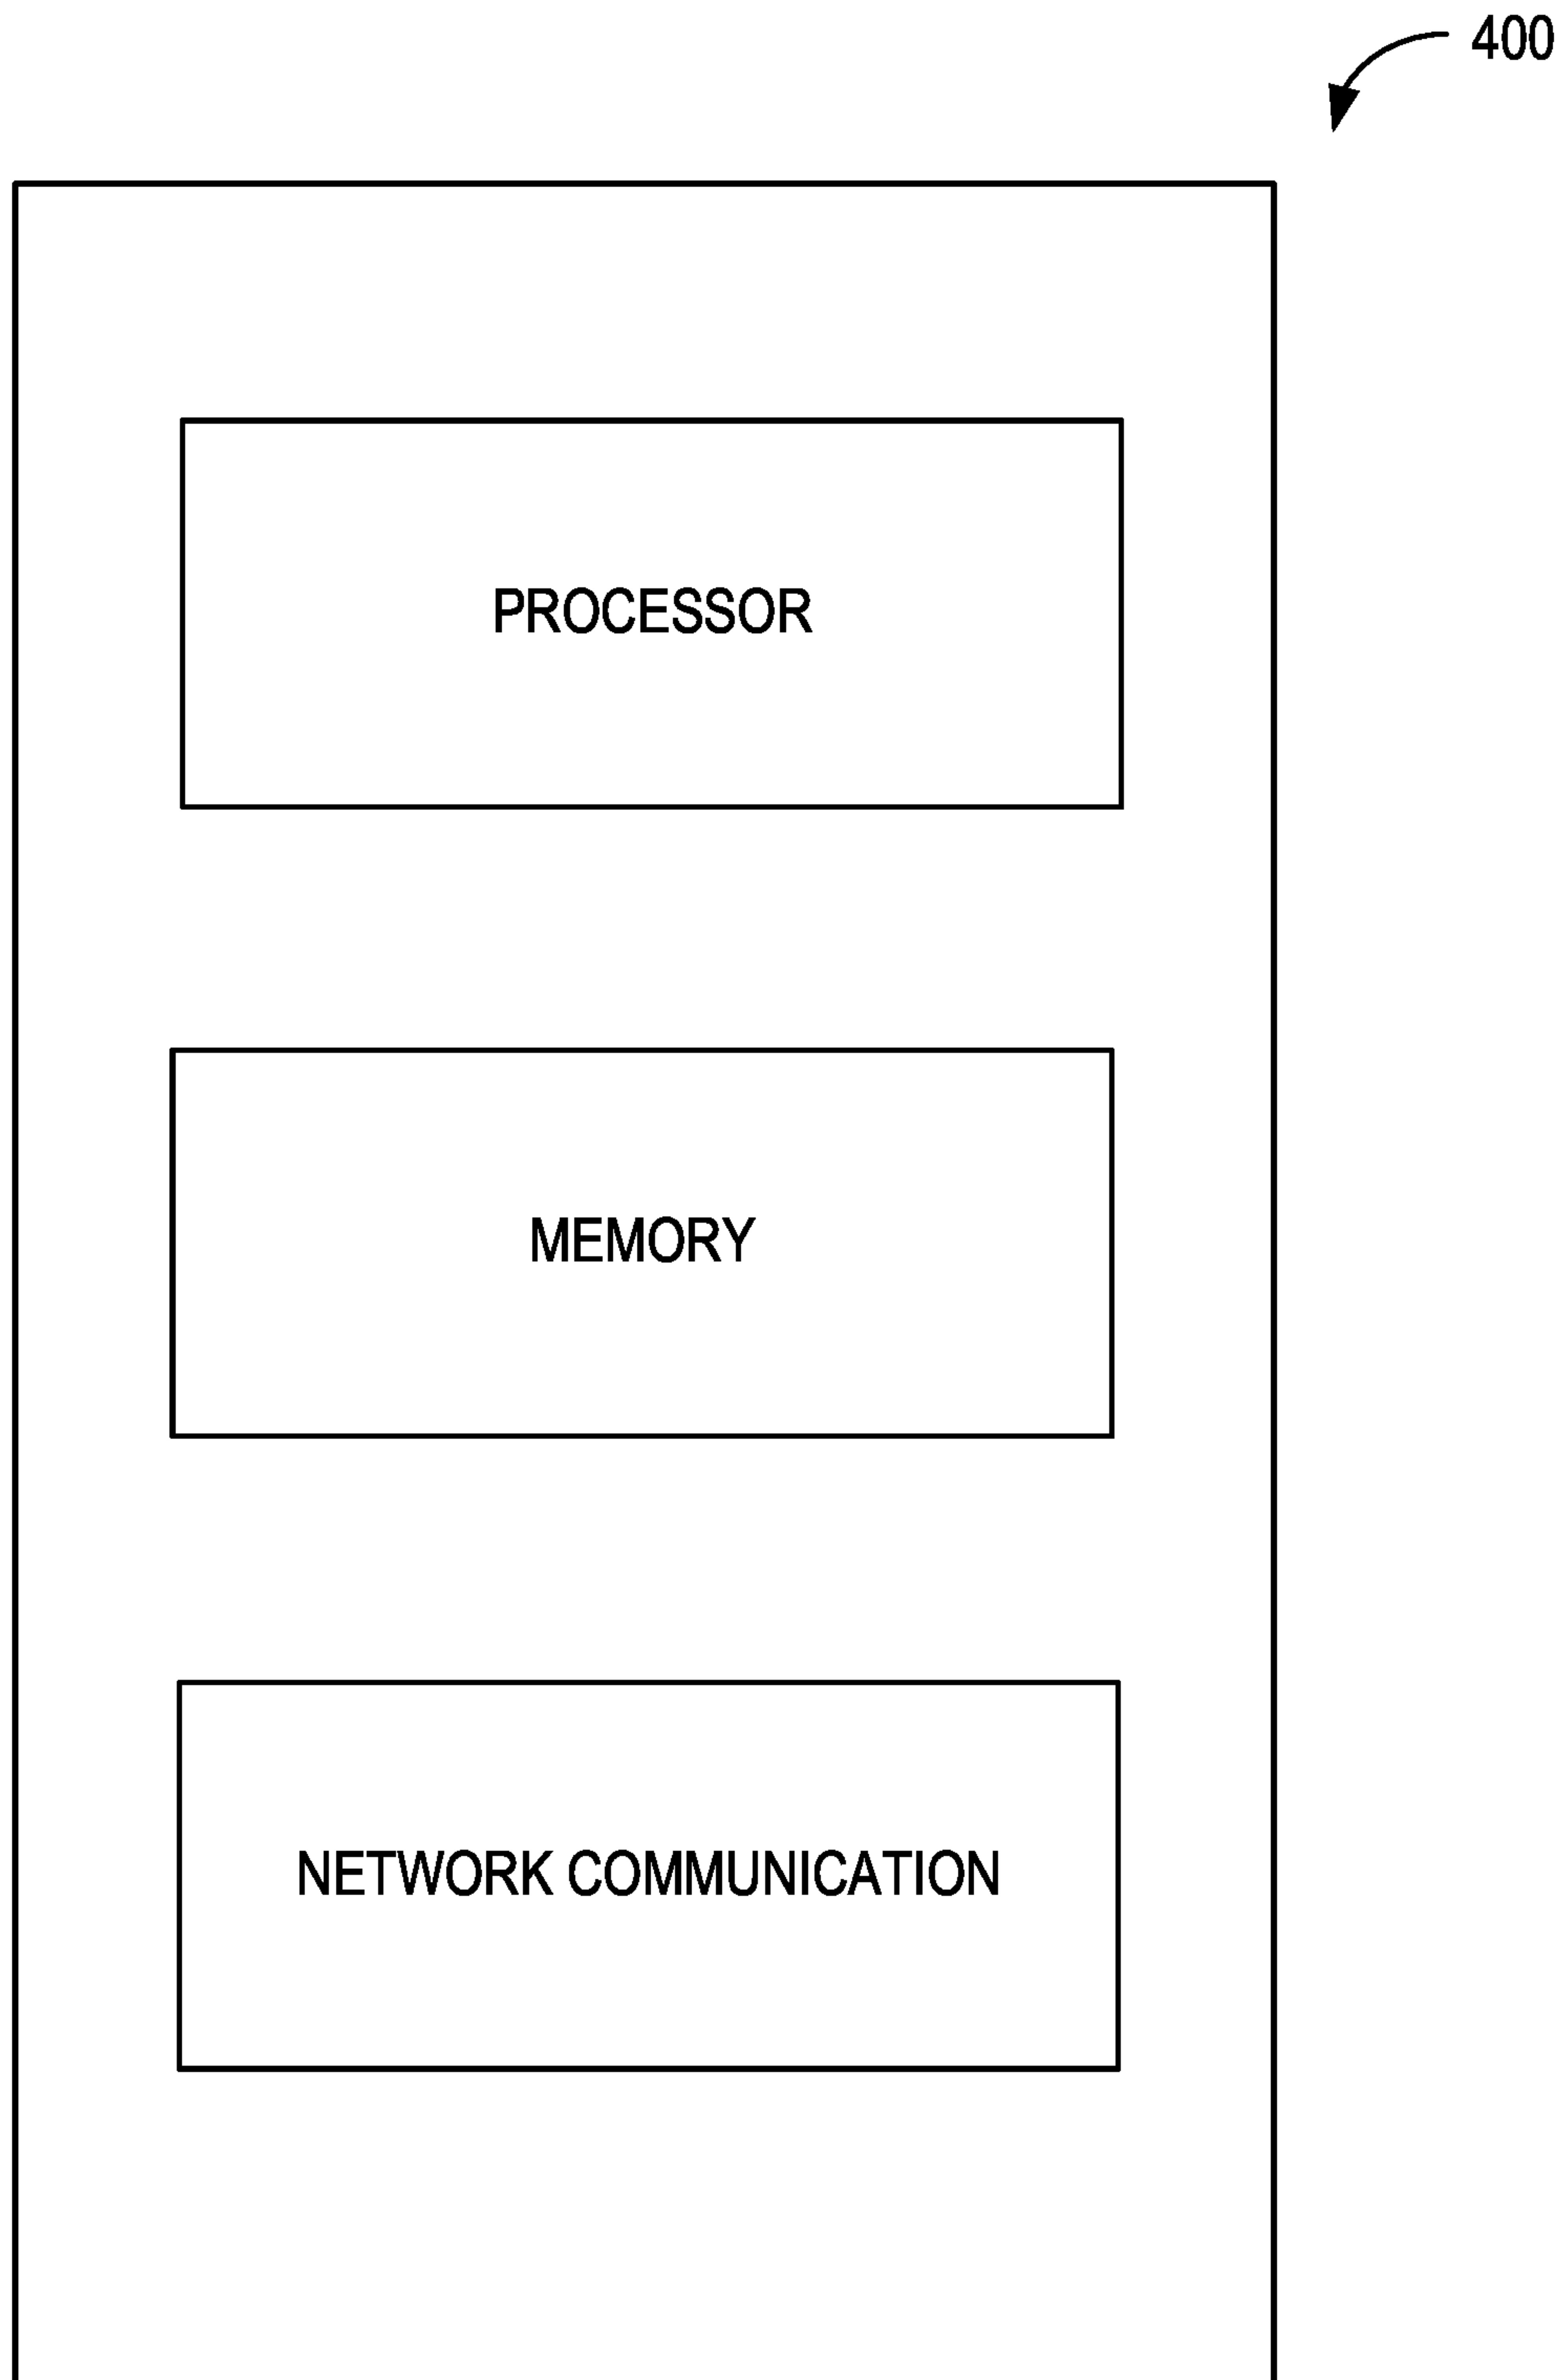 400
PROCESSOR
MEMORY
NETWORK COMMUNICATION